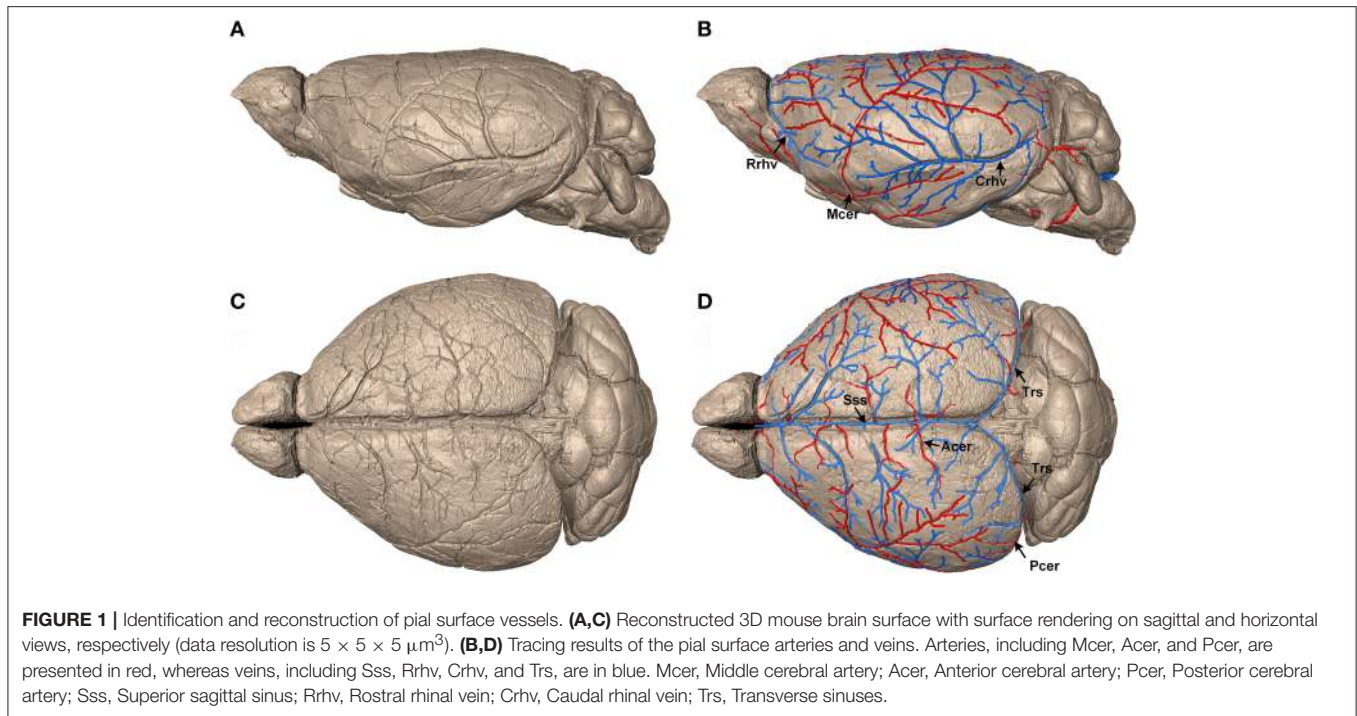 A
B
Rrhv
Crhv
Mcer
C
D
Sss
Trs
Acer
Trs
Pcer
FIGURE 1 | Identification and reconstruction of pial surface vessels. (A,C) Reconstructed 3D mouse brain surface with surface rendering on sagittal and horizontal
views, respectively (data resolution is 5 × 5 × 5 μm³). (B,D) Tracing results of the pial surface arteries and veins. Arteries, including Mcer, Acer, and Pcer, are
presented in red, whereas veins, including Sss, Rrhv, Crhv, and Trs, are in blue. Mcer, Middle cerebral artery; Acer, Anterior cerebral artery; Pcer, Posterior cerebral
artery; Sss, Superior sagittal sinus; Rrhv, Rostral rhinal vein; Crhv, Caudal rhinal vein; Trs, Transverse sinuses.